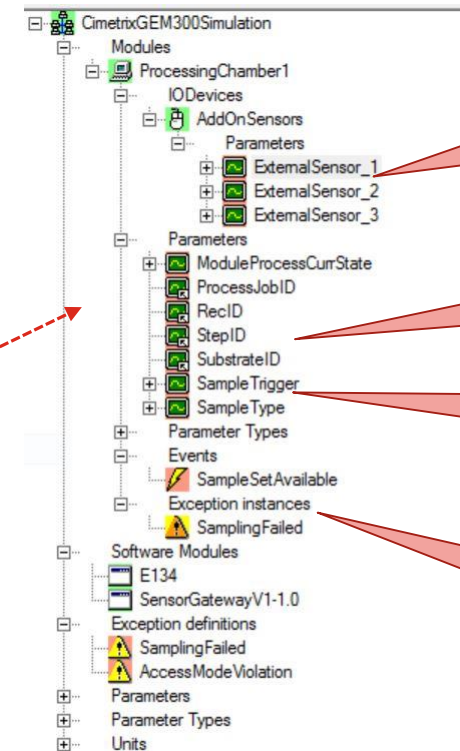 CimetrixGEM300Simulation
Modules
ProcessingChamber1
IODevices
AddOnSensors
Parameters
ExternalSensor_1
ExternalSensor_2
ExternalSensor_3
Parameters
ModuleProcessCurrState
ProcessJobID
RecID
StepID
SubstrateID
SampleTrigger
SampleType
Parameter Types
Events
SampleSetAvailable
Exception instances
SamplingFailed
Software Modules
E134
SensorGatewayV1-1.0
Exception definitions
SamplingFailed
AccessModeViolation
Parameters
Parameter Types
Units